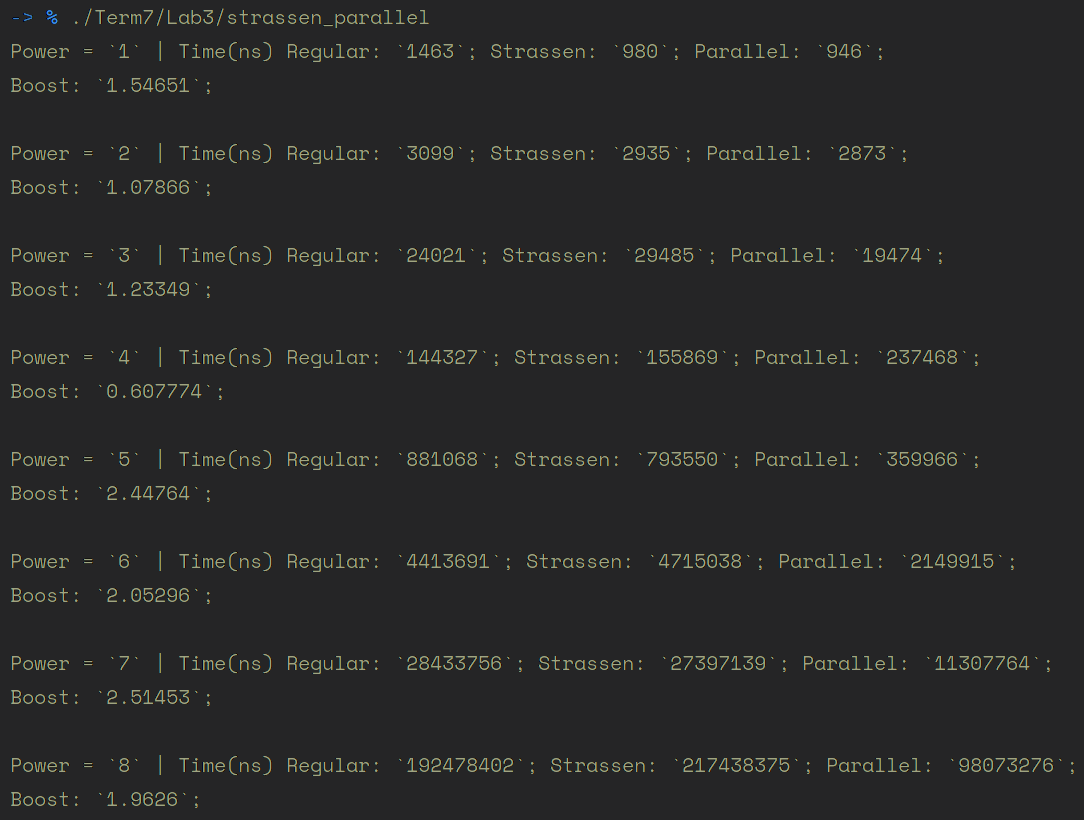 -> % ./Term7/Lab3/strassen_parallel
Power = `1` | Time(ns) Regular: `1463`; Strassen: `980`; Parallel: `946`;
Boost: `1.54651`;
Power = `2` | Time(ns) Regular: `3099`; Strassen: `2935`; Parallel: `2873`;
Boost: `1.07866`;
Power = `3` | Time(ns) Regular: `24021`; Strassen: `29485`; Parallel: `19474`;
Boost: `1.23349`;
Power = `4` | Time(ns) Regular: `144327`; Strassen: `155869`; Parallel: `237468`;
Boost: `0.607774`;
Power = `5` | Time(ns) Regular: `881068`; Strassen: `793550`; Parallel: `359966`;
Boost: `2.44764`;
Power = `6` | Time(ns) Regular: `4413691`; Strassen: `4715038`; Parallel: `2149915`;
Boost: `2.05296`;
Power = `7` | Time(ns) Regular: `28433756`; Strassen: `27397139`; Parallel: `11307764`;
Boost: `2.51453`;
Power = `8` | Time(ns) Regular: `192478402`; Strassen: `217438375`; Parallel: `98073276`;
Boost: `1.9626`;